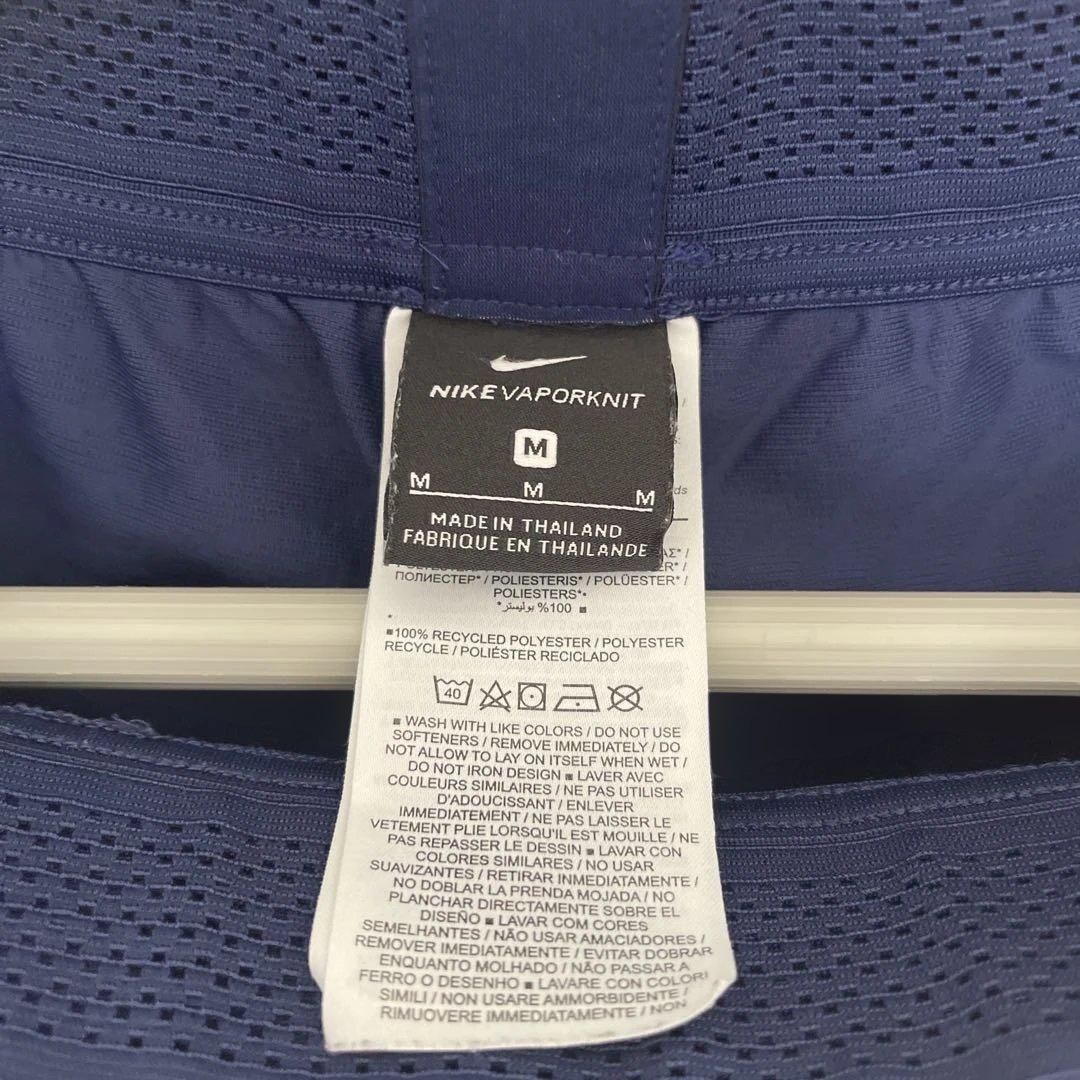 NIKE VAPORKNIT
M
M M M
MADE IN THAILAND
FABRIQUE EN THAILANDE
ds
ΑΣ* /
ER* /
ПОЛИЕСТЕР* / POLIESTERIS* / POLÜESTER* /
POLIESTERS*•
100% بوليستر*
*
■100% RECYCLED POLYESTER / POLYESTER
RECYCLE / POLIÉSTER RECICLADO
40
■ WASH WITH LIKE COLORS / DO NOT USE
SOFTENERS / REMOVE IMMEDIATELY / DO
NOT ALLOW TO LAY ON ITSELF WHEN WET /
DO NOT IRON DESIGN ■ LAVER AVEC
COULEURS SIMILAIRES / NE PAS UTILISER
D'ADOUCISSANT / ENLEVER
IMMEDIATEMENT / NE PAS LAISSER LE
VETEMENT PLIE LORSQU'IL EST MOUILLE / NE
PAS REPASSER LE DESSIN ■ LAVAR CON
COLORES SIMILARES / NO USAR
SUAVIZANTES / RETIRAR INMEDIATAMENTE /
NO DOBLAR LA PRENDA MOJADA / NO
PLANCHAR DIRECTAMENTE SOBRE EL
DISEÑO ■ LAVAR COM CORES
SEMELHANTES / NÃO USAR AMACIADORES /
REMOVER IMEDIATAMENTE / EVITAR DOBRAR
ENQUANTO MOLHADO / NÃO PASSAR A
FERRO O DESENHO ■ LAVARE CON COLORI
SIMILI / NON USARE AMMORBIDENTE /
RIMUOVERE IMMEDIATAMENTE / NON